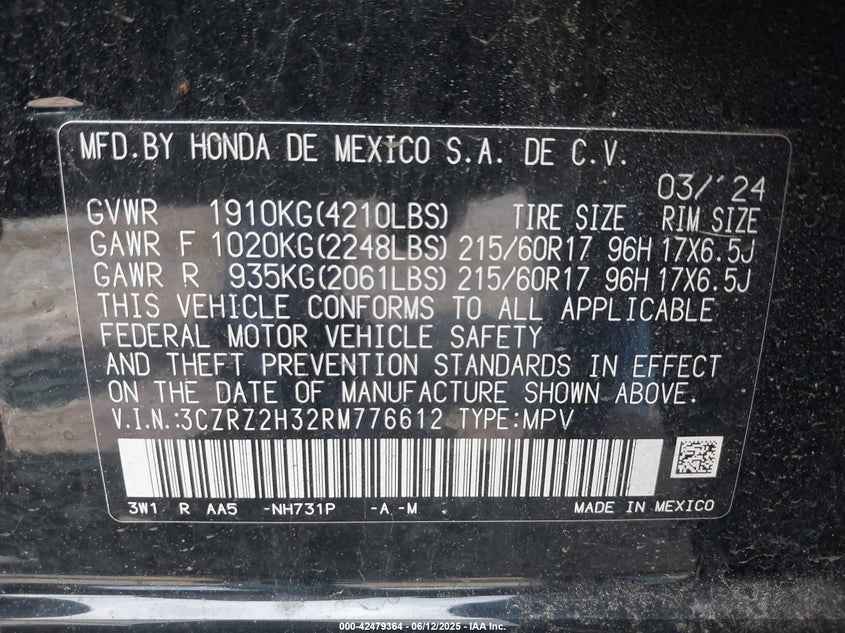 MFD.BY HONDA DE MEXICO S.A. DE C.V.
03/'24
GVWR 1910KG(4210LBS) TIRE SIZE RIM SIZE
GAWR F 1020KG(2248LBS) 215/60R17 96H 17X6.5J
GAWR R 935KG(2061LBS) 215/60R17 96H 17X6.5J
THIS VEHICLE CONFORMS TO ALL APPLICABLE
FEDERAL MOTOR VEHICLE SAFETY
AND THEFT PREVENTION STANDARDS IN EFFECT
ON THE DATE OF MANUFACTURE SHOWN ABOVE.
V.I.N.:3CZRZ2H32RM776612 TYPE:MPV
3W1 R AA5 -NH731P -A -M MADE IN MEXICO
000-42479364 - 06/12/2025 - IAA Inc.